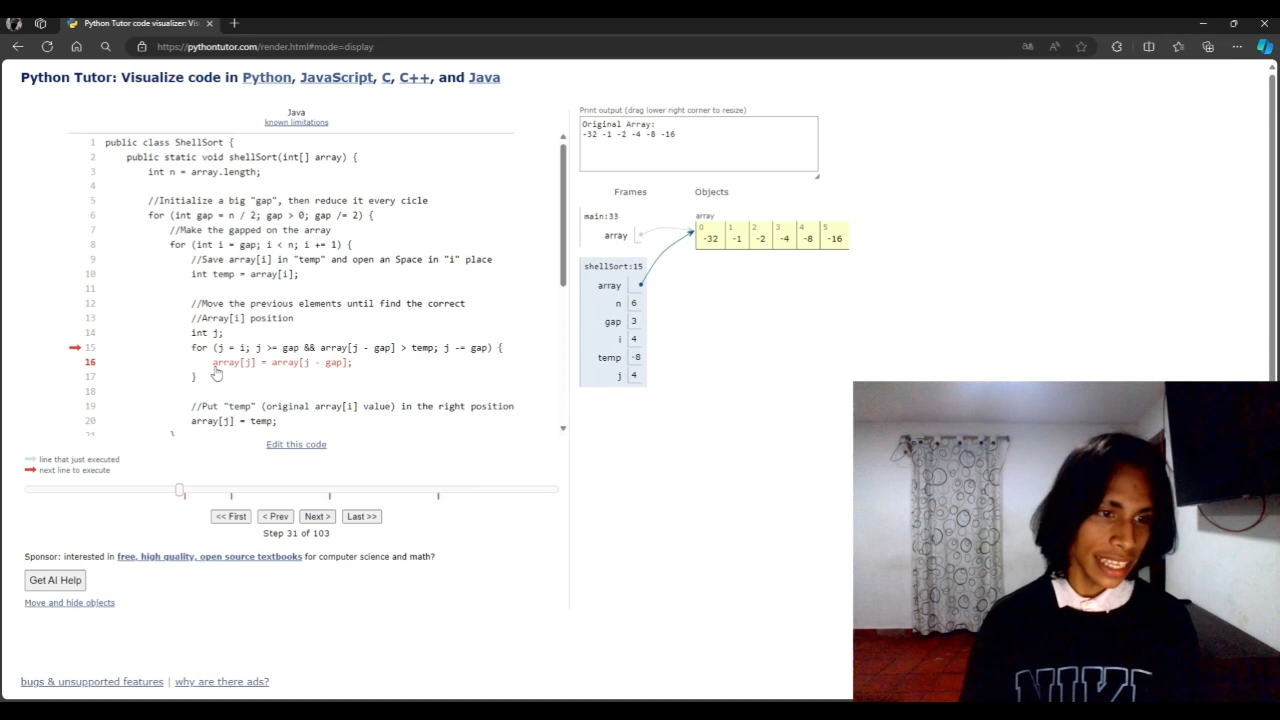 Python Tutor code visualizer: Vis
https://pythontutor.com/render.html#mode=display
Python Tutor: Visualize code in Python, JavaScript, C, C++, and Java
Java
known limitations
1 public class ShellSort {
2 public static void shellSort(int[] array) {
3 int n = array.length;
4
5 //Initialize a big "gap", then reduce it every cicle
6 for (int gap = n / 2; gap > 0; gap /= 2) {
7 //Make the gapped on the array
8 for (int i = gap; i < n; i += 1) {
9 //Save array[i] in "temp" and open an Space in "i" place
10 int temp = array[i];
11
12 //Move the previous elements until find the correct
13 //Array[i] position
14 int j;
15 for (j = i; j >= gap && array[j - gap] > temp; j -= gap) {
16 array[j] = array[j - gap];
17 }
18
19 //Put "temp" (original array[i] value) in the right position
20 array[j] = temp;
21 }
Edit this code
line that just executed
next line to execute
<< First < Prev Next > Last >>
Step 31 of 103
Sponsor: interested in free, high quality, open source textbooks for computer science and math?
Get AI Help
Move and hide objects
bugs & unsupported features | why are there ads?
Print output (drag lower right corner to resize)
Original Array:
-32 -1 -2 -4 -8 -16
Frames Objects
main:33
array
array
0 1 2 3 4 5
-32 -1 -2 -4 -8 -16
shellSort:15
array
n 6
gap 3
i 4
temp -8
j 4